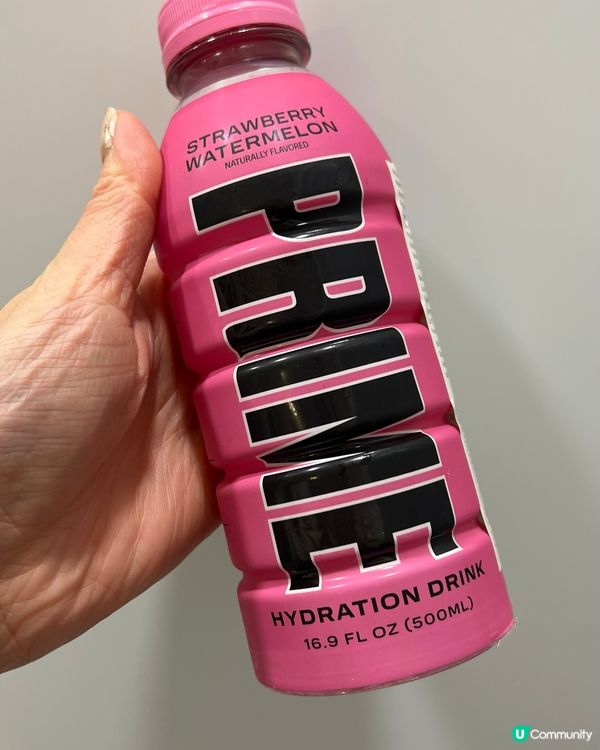 STRAWBERRY
WATERMELON
NATURALLY FLAVORED
PRIME
HYDRATION DRINK
16.9 FL OZ (500ML)
U Community